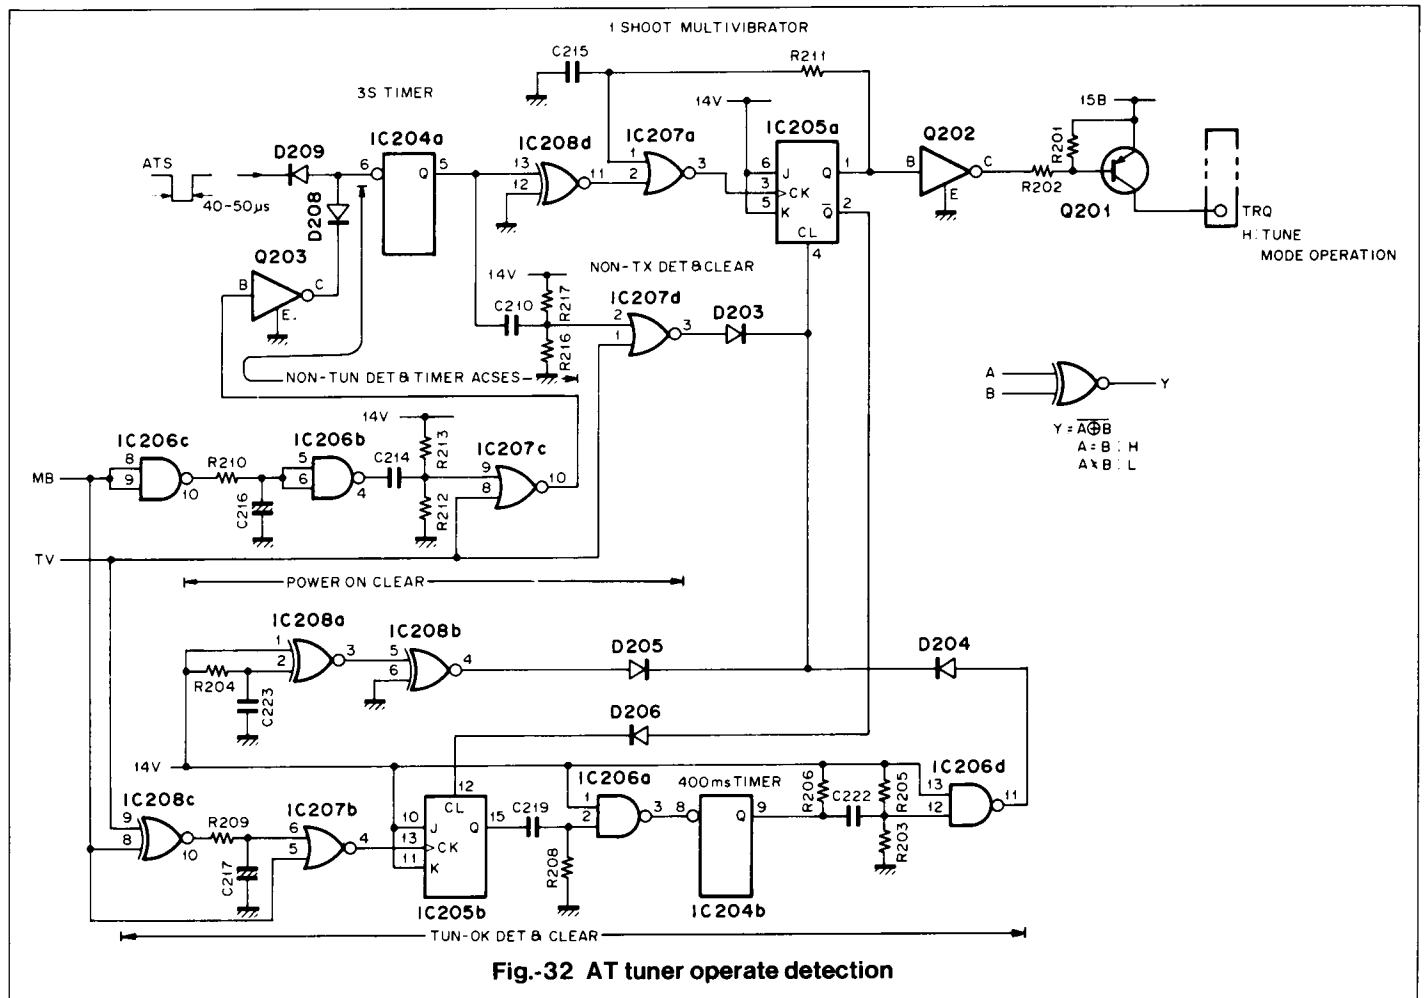 1 SHOOT MULTIVIBRATOR
C215
R211
3S TIMER
14V
15B
IC204a
IC208d
IC207a
IC205a
Q202
R201
ATS
D209
6
Q
5
13
12
11
1
2
3
6
J
3
CK
5
K
Q
1
Q̅
2
CL
4
B
C
E
R202
Q201
TRQ
H:TUNE
MODE OPERATION
40-50µs
D208
Q203
B
C
E.
14V
NON-TX DET&CLEAR
IC207d
C210
R217
R216
2
1
3
D203
NON-TUN DET & TIMER ACSES
A
B
Y
Y = A⊕B
A = B : H
A x B : L
14V
IC206c
IC206b
R213
IC207c
MB
8
9
10
R210
C216
5
6
4
C214
R212
9
8
10
TV
POWER ON CLEAR
IC208a
IC208b
1
2
3
R204
C223
5
6
4
D205
D204
D206
14V
IC208c
IC207b
9
8
10
R209
C217
6
5
4
12
CL
10
J
13
CK
11
K
Q
15
IC205b
C219
R208
IC206a
1
2
3
400ms TIMER
8
Q
9
IC204b
R206
C222
R205
R203
IC206d
13
12
11
TUN-OK DET & CLEAR
Fig.-32 AT tuner operate detection